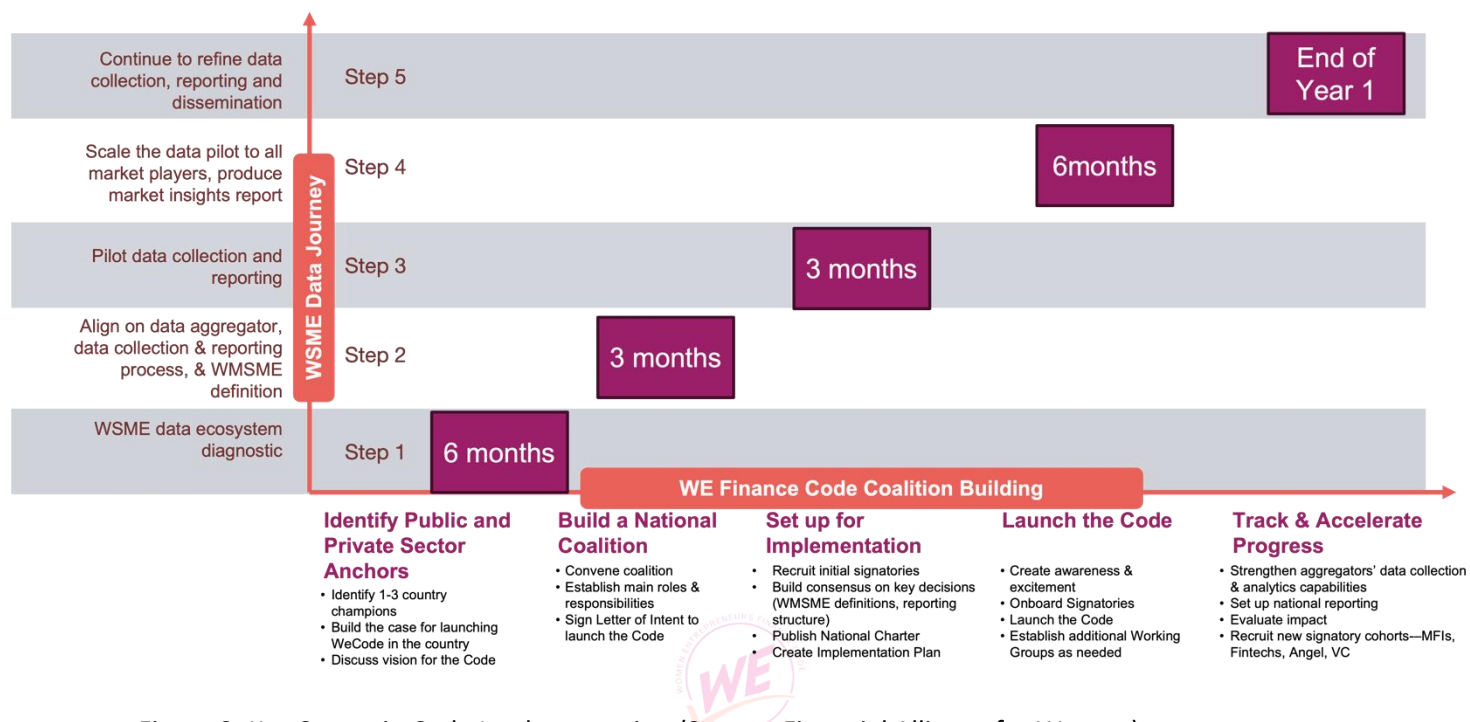 Continue to refine data
collection, reporting and
dissemination
Step 5
End of
Year 1
Scale the data pilot to all
market players, produce
market insights report
Step 4
6months
Pilot data collection and
reporting
Step 3
3 months
Align on data aggregator,
data collection & reporting
process, & WMSME
definition
Step 2
3 months
WSME data ecosystem
diagnostic
Step 1
6 months
WSME Data Journey
WE Finance Code Coalition Building
Identify Public and
Private Sector
Anchors
• Identify 1-3 country
champions
• Build the case for launching
WeCode in the country
• Discuss vision for the Code
Build a National
Coalition
• Convene coalition
• Establish main roles &
responsibilities
• Sign Letter of Intent to
launch the Code
Set up for
Implementation
• Recruit initial signatories
• Build consensus on key decisions
(WMSME definitions, reporting
structure)
• Publish National Charter
• Create Implementation Plan
Launch the Code
• Create awareness &
excitement
• Onboard Signatories
• Launch the Code
• Establish additional Working
Groups as needed
Track & Accelerate
Progress
• Strengthen aggregators’ data collection
& analytics capabilities
• Set up national reporting
• Evaluate impact
• Recruit new signatory cohorts-–MFIs,
Fintechs, Angel, VC
WE